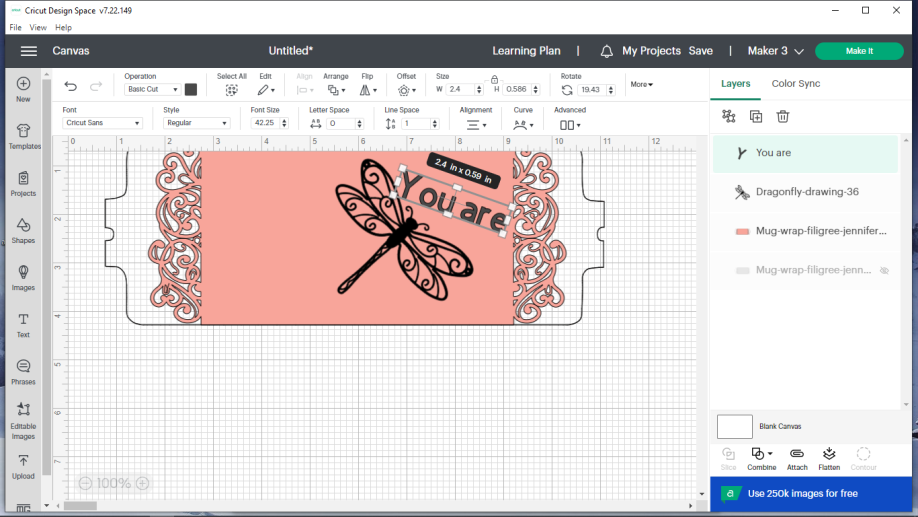 Cricut Design Space v7.22.149
File View Help
Canvas Untitled* Learning Plan | My Projects Save | Maker 3 Make It
Operation Select All Edit Align Arrange Flip Offset Size Rotate
Basic Cut W 2.4 H 0.586 19.43 More
Font Style Font Size Letter Space Line Space Alignment Curve Advanced
Cricut Sans Regular 42.25 0 1
0 1 2 3 4 5 6 7 8 9 10 11 12
1
2
3
4
5
6
7
New
Templates
Projects
Shapes
Images
Text
Phrases
Editable
Images
Upload
2.4 in x 0.59 in
You are
100%
Layers Color Sync
You are
Dragonfly-drawing-36
Mug-wrap-filigree-jennifer...
Mug-wrap-filigree-jenn...
Blank Canvas
Slice Combine Attach Flatten Contour
a Use 250k images for free